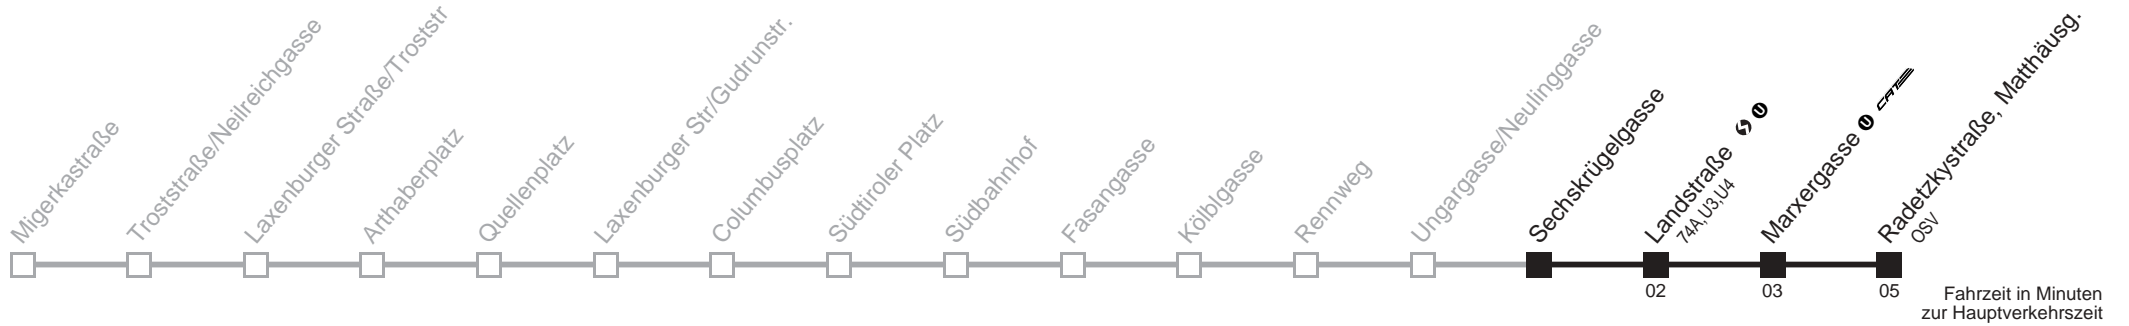 Migerkastraße
Troststraße/Neilreichgasse
Laxenburger Straße/Troststr
Arthaberplatz
Quellenplatz
Laxenburger Str/Gudrunstr.
Columbusplatz
Südtiroler Platz
Südbahnhof
Fasangasse
Kölblgasse
Rennweg
Ungargasse/Neulinggasse
Sechskrügelgasse
Landstraße S U
74A,U3,U4
Marxergasse U CAT
Radetzkystraße, Matthäusg.
OSV
02
03
05
Fahrzeit in Minuten
zur Hauptverkehrszeit